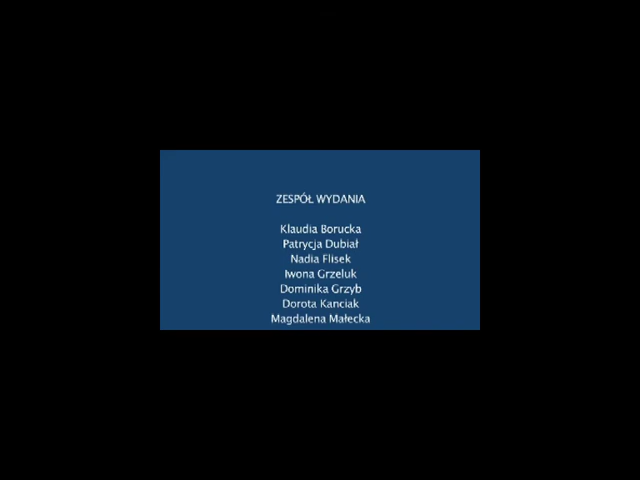 ZESPÓŁ WYDANIA
Klaudia Borucka
Patrycja Dubiał
Nadia Flisek
Iwona Grzeluk
Dominika Grzyb
Dorota Kanciak
Magdalena Małecka